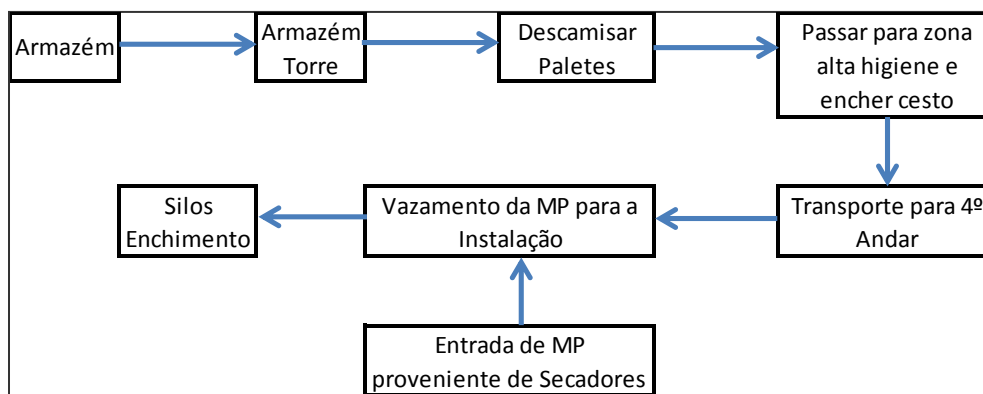 Armazém
Armazém
Torre
Descamisar
Paletes
Passar para zona
alta higiene e
encher cesto
Transporte para 4º
Andar
Vazamento da MP para a
Instalação
Silos
Enchimento
Entrada de MP
proveniente de Secadores